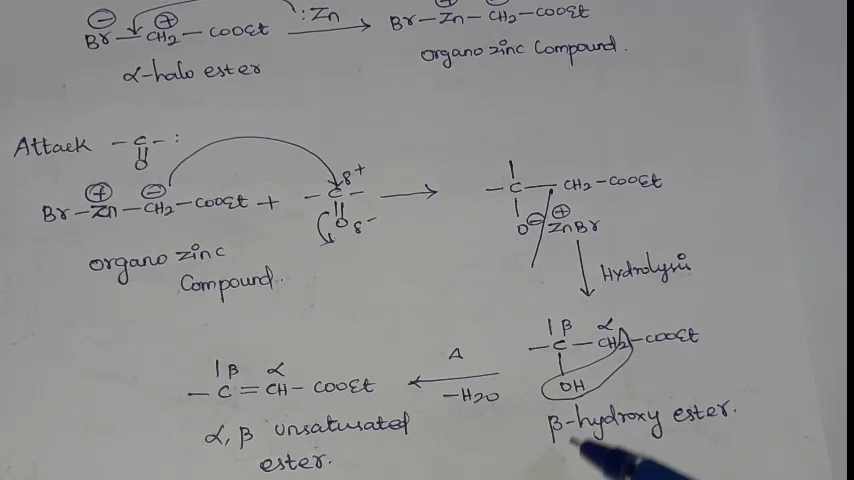 ⊖ ⊕ :Zn ⊕ ⊖
Br—CH2—COOEt ⟶ Br—Zn—CH2—COOEt
α-halo ester
organo zinc Compound.
Attack —C— :
||
O
⊕ ⊖ δ+
Br—Zn—CH2—COOEt + —C— ⟶ —C—CH2—COOEt
|| |
O δ- O⊖ ⊕ZnBr
organo zinc
Compound.
Hydrolysis
| β α
—C—CH2—COOEt
|
OH
Δ
-H2O
| β α
—C=CH—COOEt
β-hydroxy ester.
α, β unsaturated
ester.